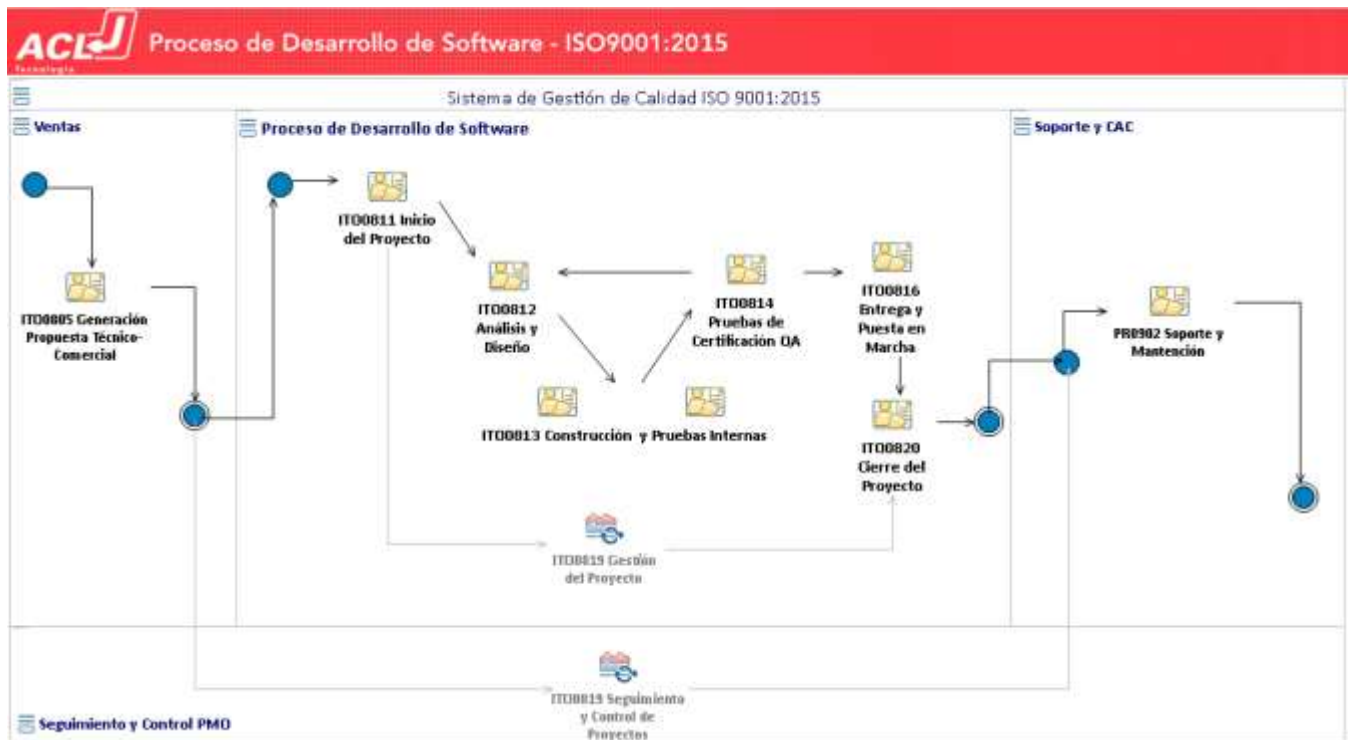 ACL
Tecnología
Proceso de Desarrollo de Software - ISO9001:2015
Sistema de Gestión de Calidad ISO 9001:2015
Ventas
Proceso de Desarrollo de Software
Soporte y CAC
ITO0811 Inicio
del Proyecto
ITO0805 Generación
Propuesta Técnico-
Comercial
ITO0812
Análisis y
Diseño
ITO0814
Pruebas de
Certificación QA
ITO0816
Entrega y
Puesta en
Marcha
PRO902 Soporte y
Mantención
ITO0813 Construcción y Pruebas Internas
ITO0820
Cierre del
Proyecto
ITO0819 Gestión
del Proyecto
ITO0819 Seguimiento
y Control de
Proyectos
Seguimiento y Control PMO